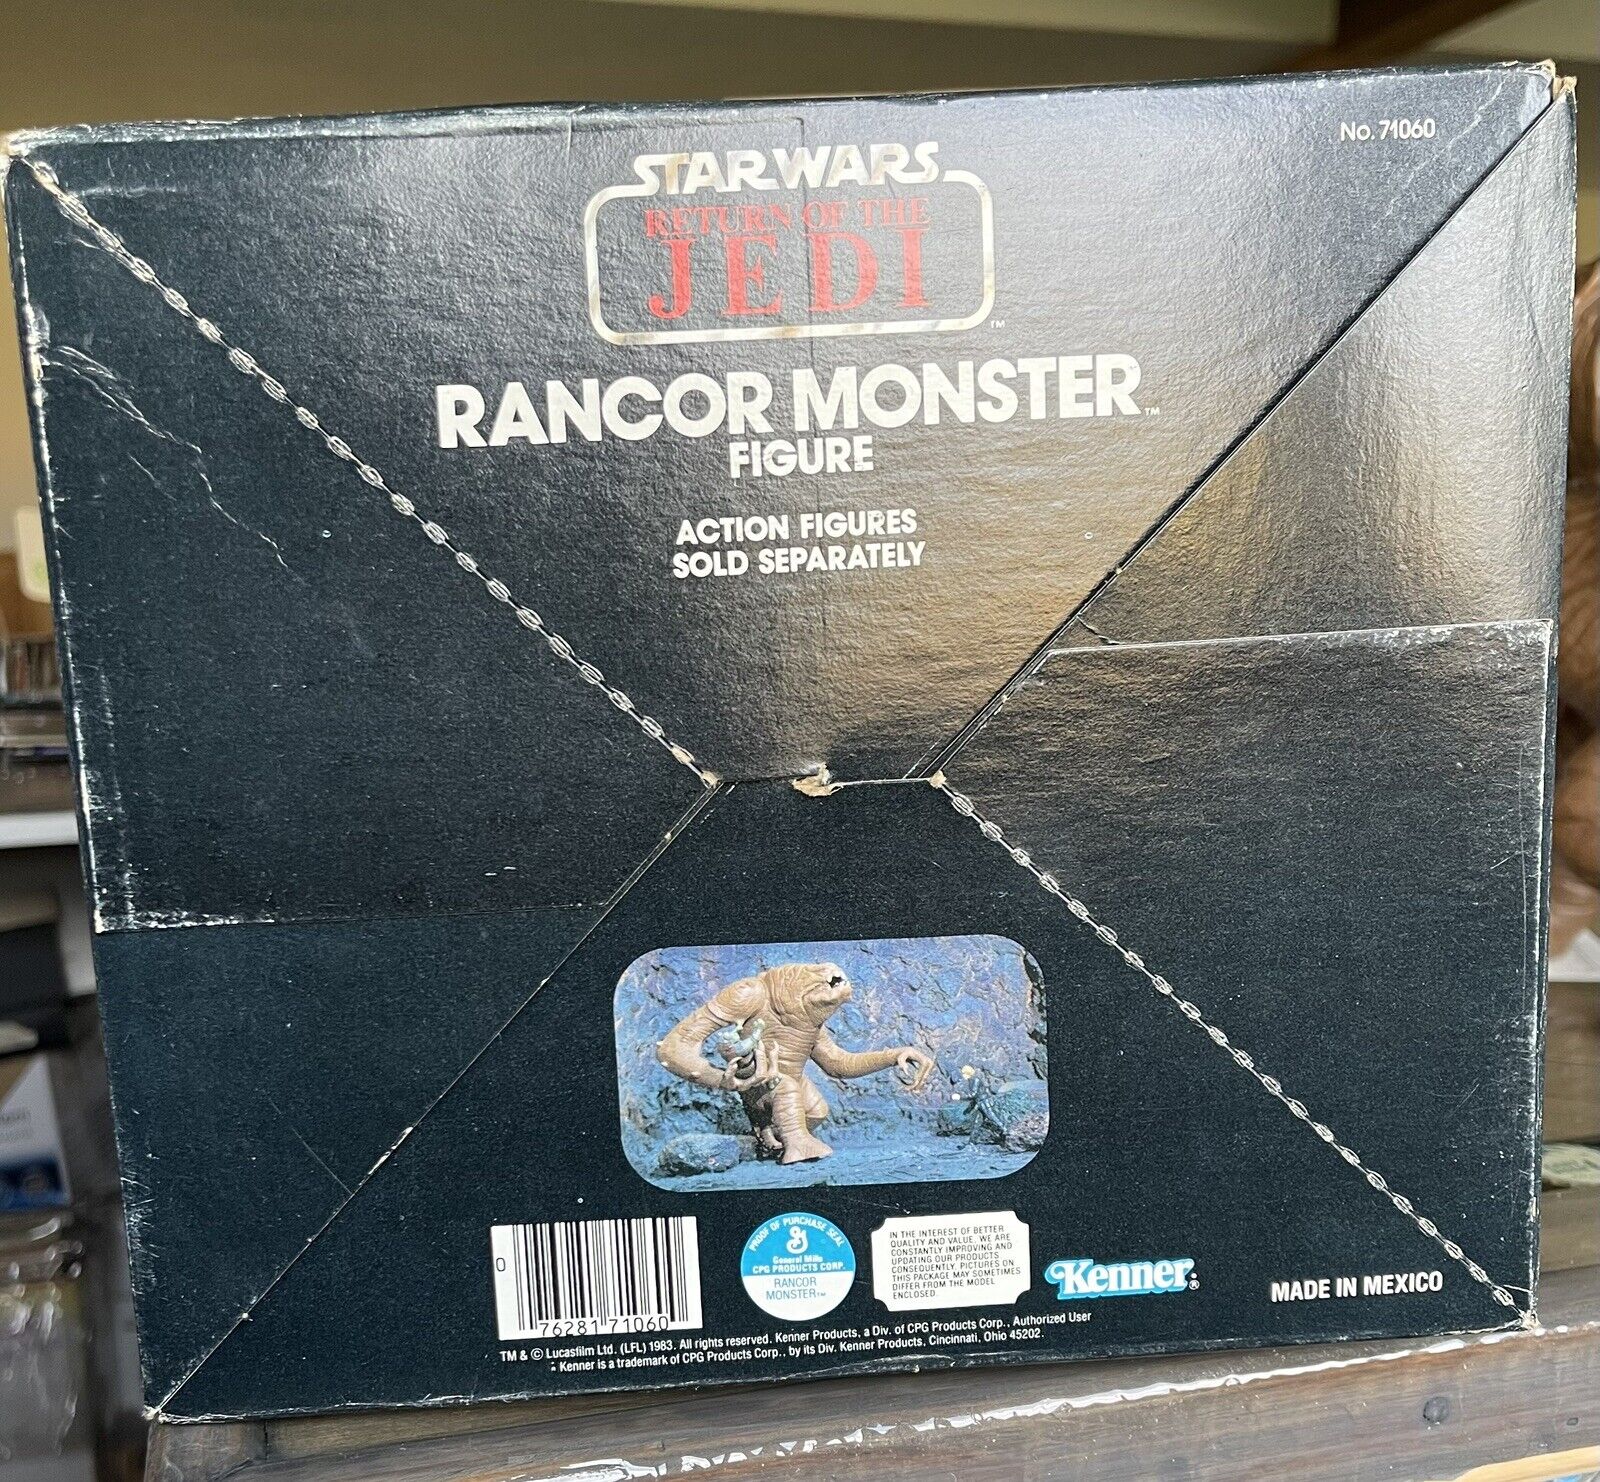 No. 71060
STAR WARS
RETURN OF THE
JEDI
TM
RANCOR MONSTER™
FIGURE
ACTION FIGURES
SOLD SEPARATELY
0
76281 71060
PROOF OF PURCHASE SEAL
G
General Mills
CPG PRODUCTS CORP.
RANCOR
MONSTER™
IN THE INTEREST OF BETTER
QUALITY AND VALUE, WE ARE
CONSTANTLY IMPROVING AND
UPDATING OUR PRODUCTS
CONSEQUENTLY, PICTURES ON
THIS PACKAGE MAY SOMETIMES
DIFFER FROM THE MODEL
ENCLOSED.
Kenner®
MADE IN MEXICO
TM & © Lucasfilm Ltd. (LFL) 1983. All rights reserved. Kenner Products, a Div. of CPG Products Corp., Authorized User
Kenner is a trademark of CPG Products Corp., by its Div. Kenner Products, Cincinnati, Ohio 45202.